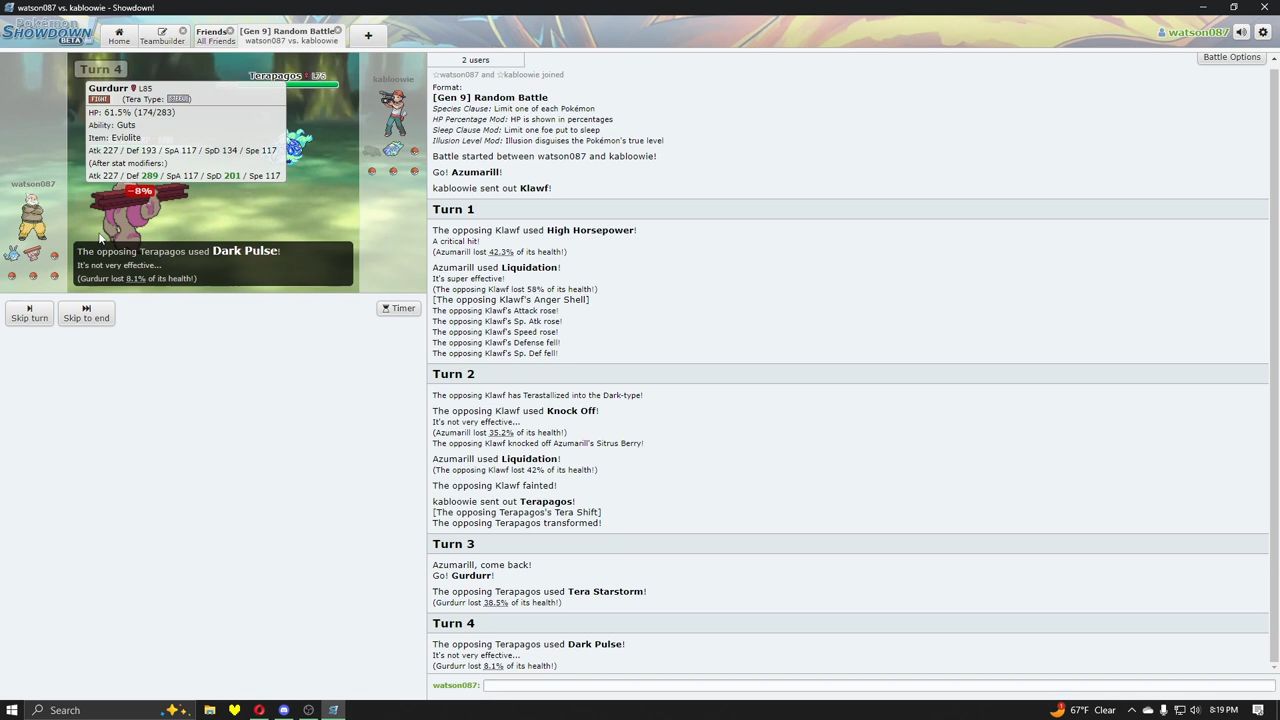 watson087 vs. kabloowie - Showdown!
Pokémon
SHOWDOWN
BETA
Home
Teambuilder
Friends
All Friends
[Gen 9] Random Battle
watson087 vs. kabloowie
+
watson087
Turn 4
Terapagos L76
kabloowie
Gurdurr L85
FIGHT (Tera Type: STEEL)
HP: 61.5% (174/283)
Ability: Guts
Item: Eviolite
Atk 227 / Def 193 / SpA 117 / SpD 134 / Spe 117
(After stat modifiers:)
Atk 227 / Def 289 / SpA 117 / SpD 201 / Spe 117
−8%
watson087
The opposing Terapagos used Dark Pulse!
It's not very effective...
(Gurdurr lost 8.1% of its health!)
Skip turn
Skip to end
Timer
2 users
Battle Options
☆watson087 and ☆kabloowie joined
Format:
[Gen 9] Random Battle
Species Clause: Limit one of each Pokémon
HP Percentage Mod: HP is shown in percentages
Sleep Clause Mod: Limit one foe put to sleep
Illusion Level Mod: Illusion disguises the Pokémon's true level
Battle started between watson087 and kabloowie!
Go! Azumarill!
kabloowie sent out Klawf!
Turn 1
The opposing Klawf used High Horsepower!
A critical hit!
(Azumarill lost 42.3% of its health!)
Azumarill used Liquidation!
It's super effective!
(The opposing Klawf lost 58% of its health!)
[The opposing Klawf's Anger Shell]
The opposing Klawf's Attack rose!
The opposing Klawf's Sp. Atk rose!
The opposing Klawf's Speed rose!
The opposing Klawf's Defense fell!
The opposing Klawf's Sp. Def fell!
Turn 2
The opposing Klawf has Terastallized into the Dark-type!
The opposing Klawf used Knock Off!
It's not very effective...
(Azumarill lost 35.2% of its health!)
The opposing Klawf knocked off Azumarill's Sitrus Berry!
Azumarill used Liquidation!
(The opposing Klawf lost 42% of its health!)
The opposing Klawf fainted!
kabloowie sent out Terapagos!
[The opposing Terapagos's Tera Shift]
The opposing Terapagos transformed!
Turn 3
Azumarill, come back!
Go! Gurdurr!
The opposing Terapagos used Tera Starstorm!
(Gurdurr lost 38.5% of its health!)
Turn 4
The opposing Terapagos used Dark Pulse!
It's not very effective...
(Gurdurr lost 8.1% of its health!)
watson087:
Search
67°F Clear
8:19 PM